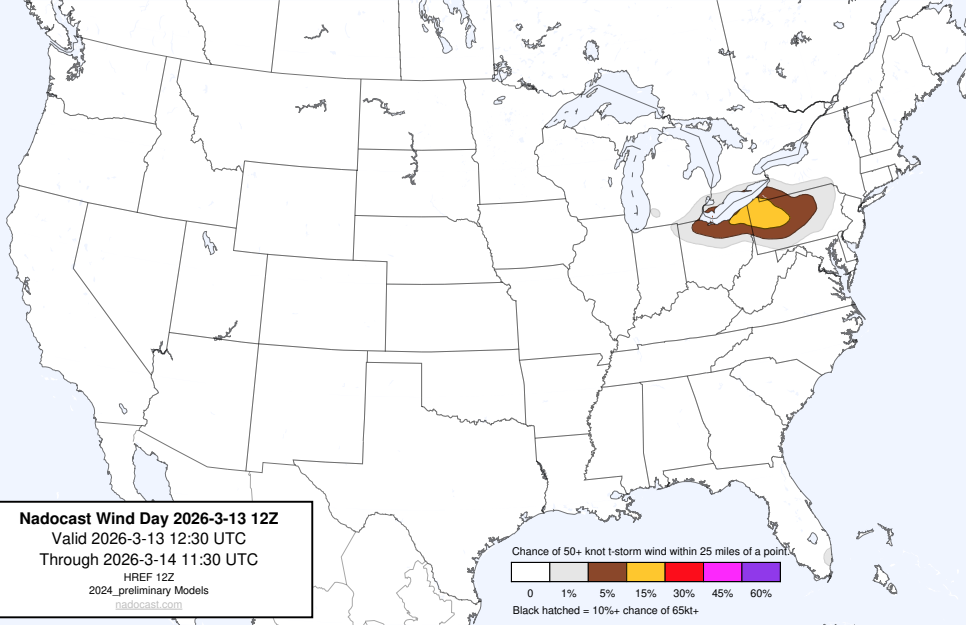 Nadocast Wind Day 2026-3-13 12Z
Valid 2026-3-13 12:30 UTC
Through 2026-3-14 11:30 UTC
HREF 12Z
2024_preliminary Models
nadocast.com
Chance of 50+ knot t-storm wind within 25 miles of a point.
0 1% 5% 15% 30% 45% 60%
Black hatched = 10%+ chance of 65kt+